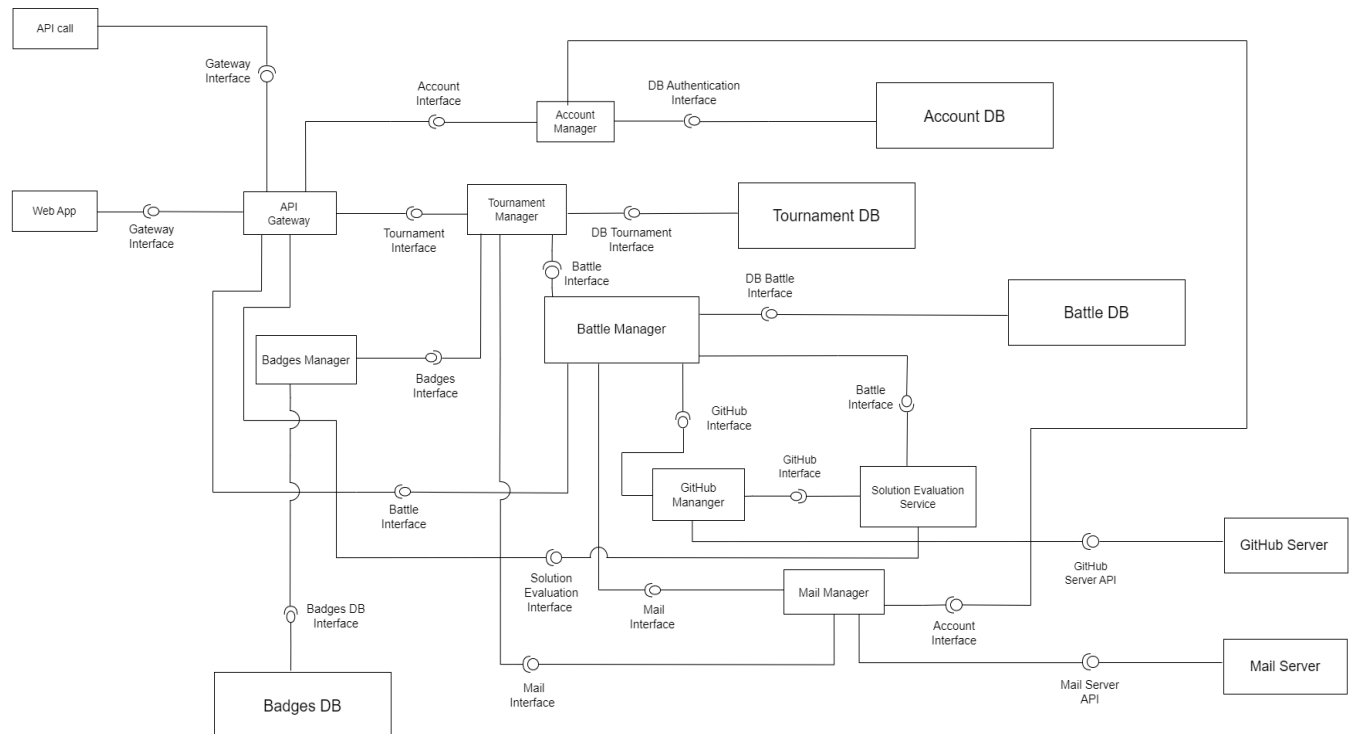 API call
Gateway
Interface
Account
Interface
DB Authentication
Interface
Account
Manager
Account DB
Web App
Gateway
Interface
API
Gateway
Tournament
Interface
Tournament
Manager
DB Tournament
Interface
Tournament DB
Battle
Interface
DB Battle
Interface
Battle Manager
Battle DB
Badges Manager
Badges
Interface
Battle
Interface
GitHub
Interface
GitHub
Interface
GitHub
Mananger
Solution Evaluation
Service
Battle
Interface
GitHub Server
GitHub
Server API
Solution
Evaluation
Interface
Mail Manager
Mail
Interface
Account
Interface
Badges DB
Interface
Mail Server
Mail Server
API
Mail
Interface
Badges DB